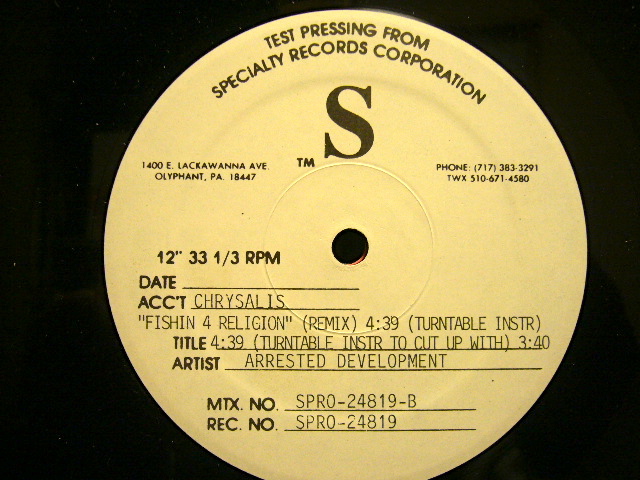 TEST PRESSING FROM
SPECIALTY RECORDS CORPORATION
S
TM
1400 E. LACKAWANNA AVE.
OLYPHANT, PA. 18447
PHONE: (717) 383-3291
TWX 510-671-4580
12" 33 1/3 RPM
DATE
ACC'T CHRYSALIS
"FISHIN 4 RELIGION" (REMIX) 4:39 (TURNTABLE INSTR)
TITLE 4:39 (TURNTABLE INSTR TO CUT UP WITH) 3:40
ARTIST ARRESTED DEVELOPMENT
MTX. NO. SPRO-24819-B
REC. NO. SPRO-24819